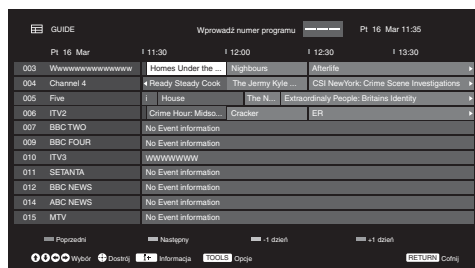 GUIDE Wprowadź numer programu Pt 16 Mar 11:35
Pt 16 Mar 11:30 12:00 12:30 13:30
003 Wwwwwwwwwwwwwww Homes Under the ... Nighbours Afterlife
004 Channel 4 Ready Steady Cook The Jermy Kyle ... CSI NewYork: Crime Scene Investigations
005 Five i House The N... Extraordinaly People: Britains Identity
006 ITV2 Crime Hour: Midso... Cracker ER
007 BBC TWO No Event information
009 BBC FOUR No Event information
010 ITV3 WWWWWWW
011 SETANTA No Event information
012 BBC NEWS No Event information
014 ABC NEWS No Event information
015 MTV No Event information
Poprzedni Następny -1 dzień +1 dzień
Wybór Dostrój i+ Informacja TOOLS Opcje RETURN Cofnij